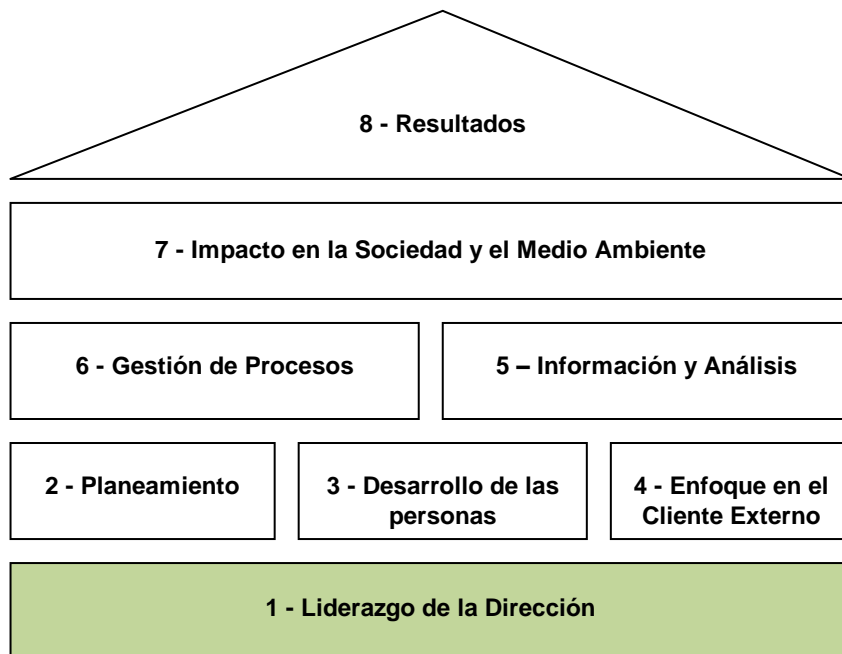 8 - Resultados
7 - Impacto en la Sociedad y el Medio Ambiente
6 - Gestión de Procesos
5 – Información y Análisis
2 - Planeamiento
3 - Desarrollo de las
personas
4 - Enfoque en el
Cliente Externo
1 - Liderazgo de la Dirección